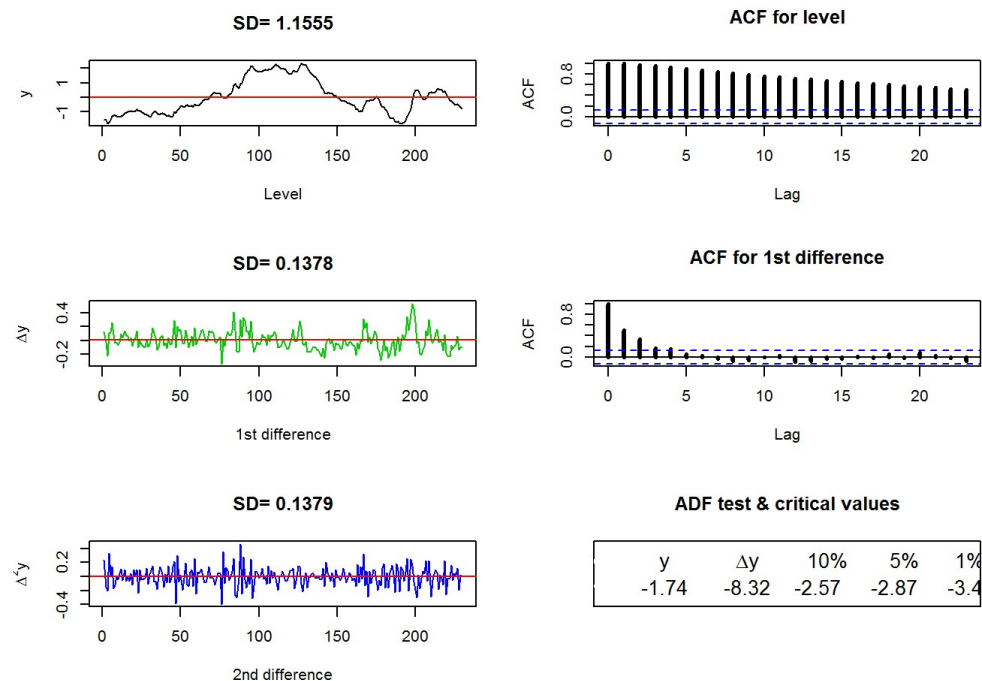 SD= 1.1555
y
1
-1
0 50 100 150 200
Level
ACF for level
ACF
0.8
0.0
0 5 10 15 20
Lag
SD= 0.1378
Δy
0.4
-0.2
0 50 100 150 200
1st difference
ACF for 1st difference
ACF
0.8
0.0
0 5 10 15 20
Lag
SD= 0.1379
Δ²y
0.2
-0.4
0 50 100 150 200
2nd difference
ADF test & critical values
y Δy 10% 5% 1%
-1.74 -8.32 -2.57 -2.87 -3.4